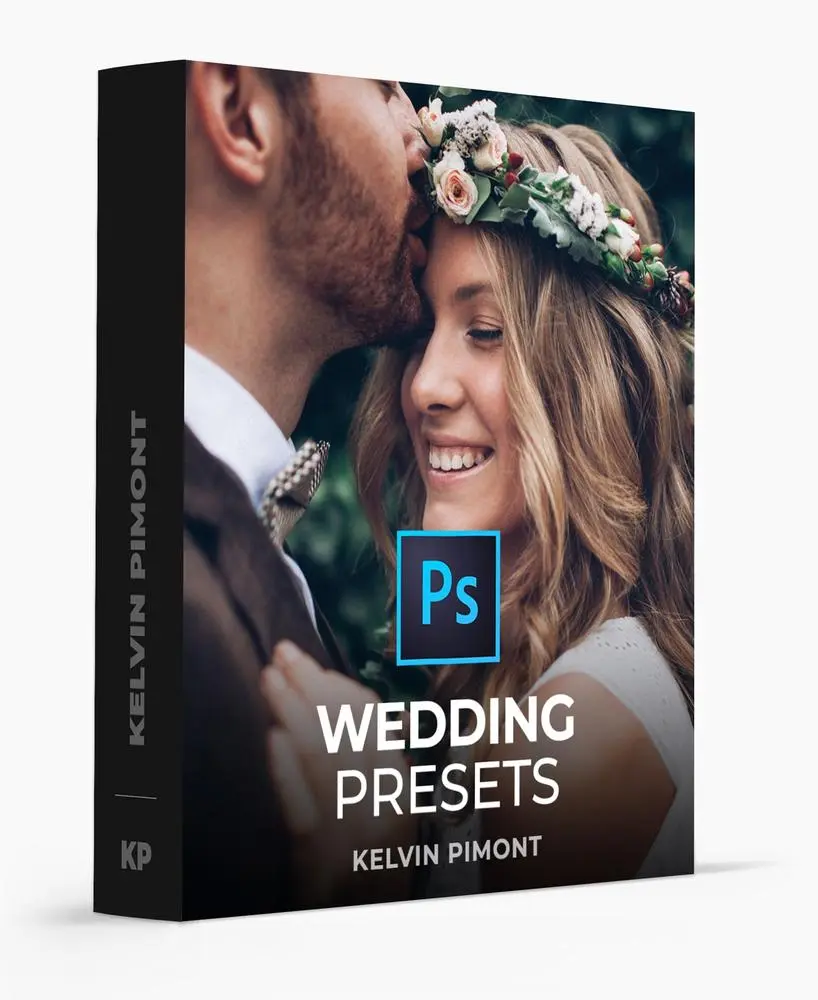 KELVIN PIMONT
KP
Ps
WEDDING
PRESETS
KELVIN PIMONT